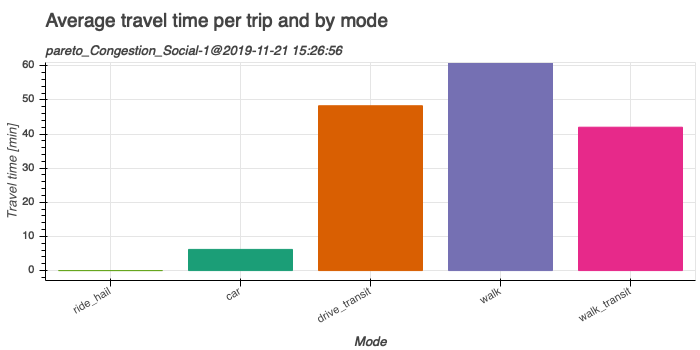 Average travel time per trip and by mode
pareto_Congestion_Social-1@2019-11-21 15:26:56
Travel time [min]
60
50
40
30
20
10
0
ride_hail
car
drive_transit
walk
walk_transit
Mode